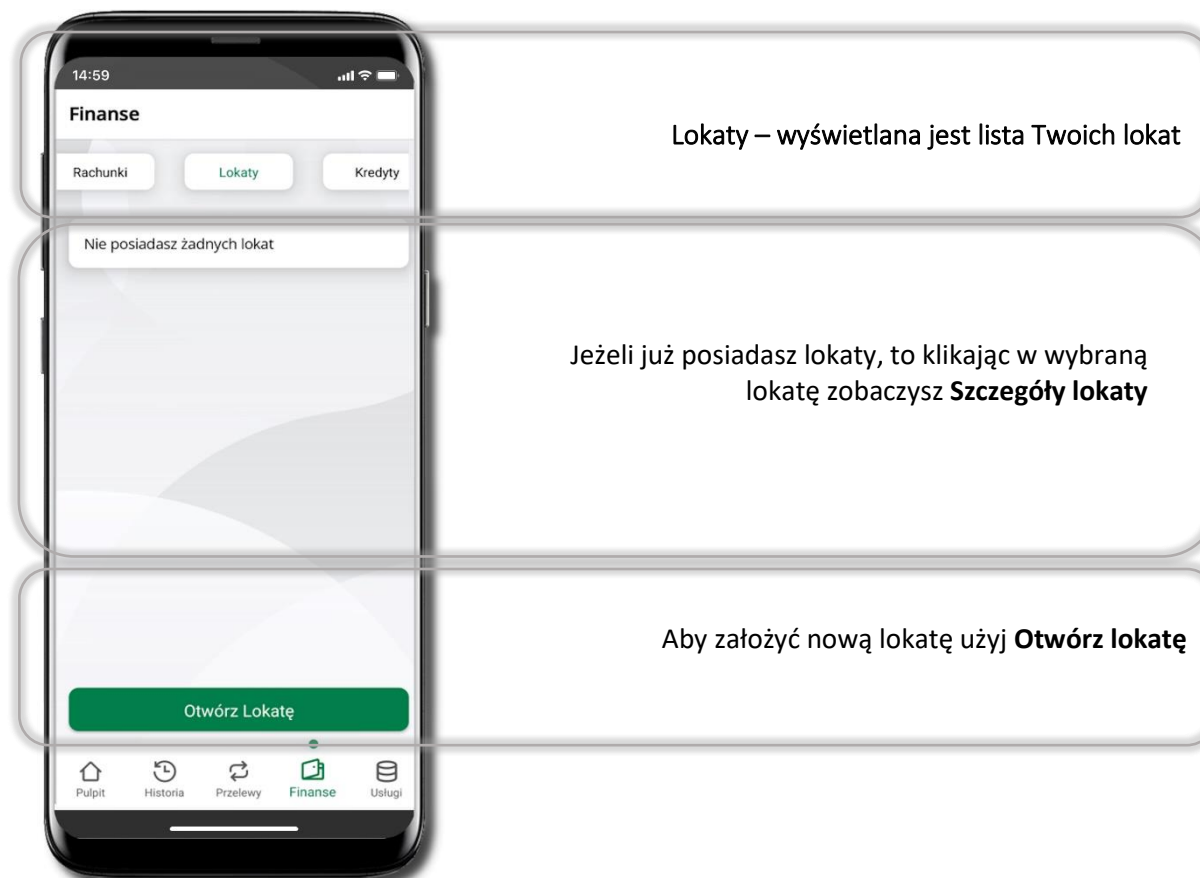 14:59
Finanse
Rachunki
Lokaty
Kredyty
Nie posiadasz żadnych lokat
Otwórz Lokatę
Pulpit
Historia
Przelewy
Finanse
Usługi
Lokaty – wyświetlana jest lista Twoich lokat
Jeżeli już posiadasz lokaty, to klikając w wybraną
lokatę zobaczysz Szczegóły lokaty
Aby założyć nową lokatę użyj Otwórz lokatę